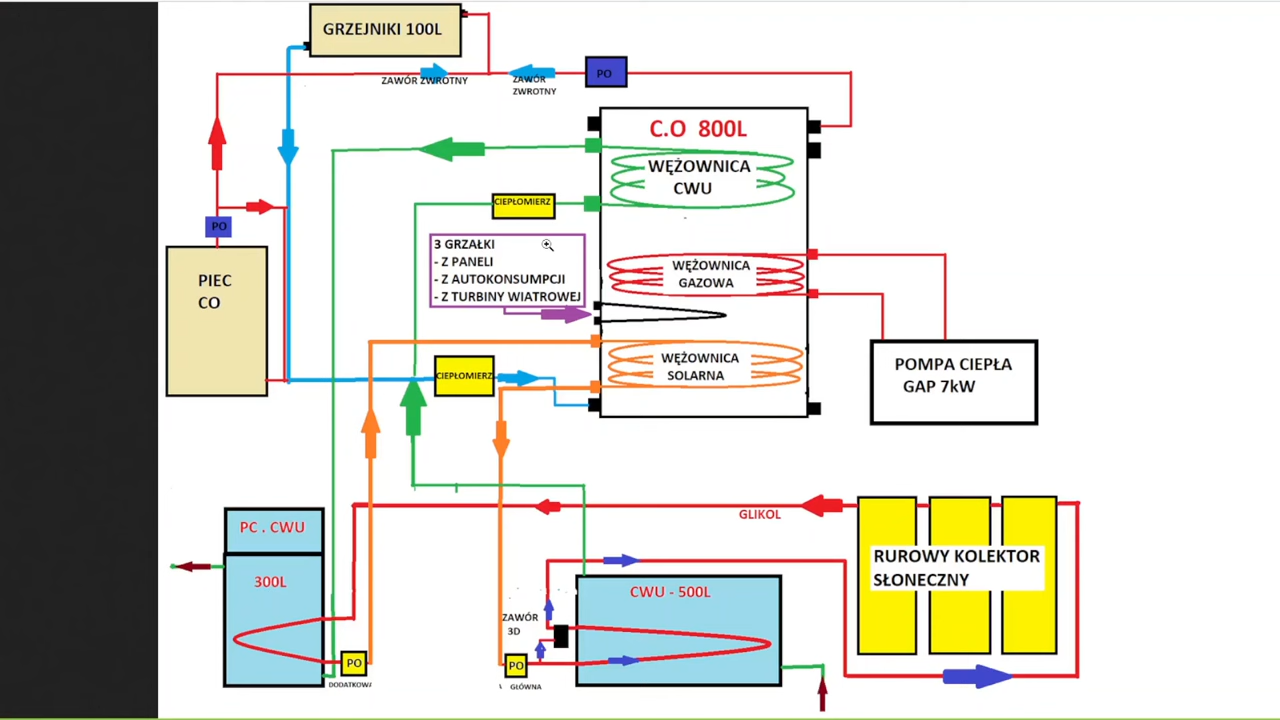 GRZEJNIKI 100L
ZAWÓR ZWROTNY
ZAWÓR
ZWROTNY
PO
C.O 800L
WĘŻOWNICA
CWU
CIEPŁOMIERZ
PO
3 GRZAŁKI
- Z PANELI
- Z AUTOKONSUMPCJI
- Z TURBINY WIATROWEJ
WĘŻOWNICA
GAZOWA
PIEC
CO
WĘŻOWNICA
SOLARNA
CIEPŁOMIERZ
POMPA CIEPŁA
GAP 7kW
GLIKOL
PC . CWU
300L
RUROWY KOLEKTOR
SŁONECZNY
CWU - 500L
ZAWÓR
3D
PO
DODATKOWA
PO
GŁÓWNA